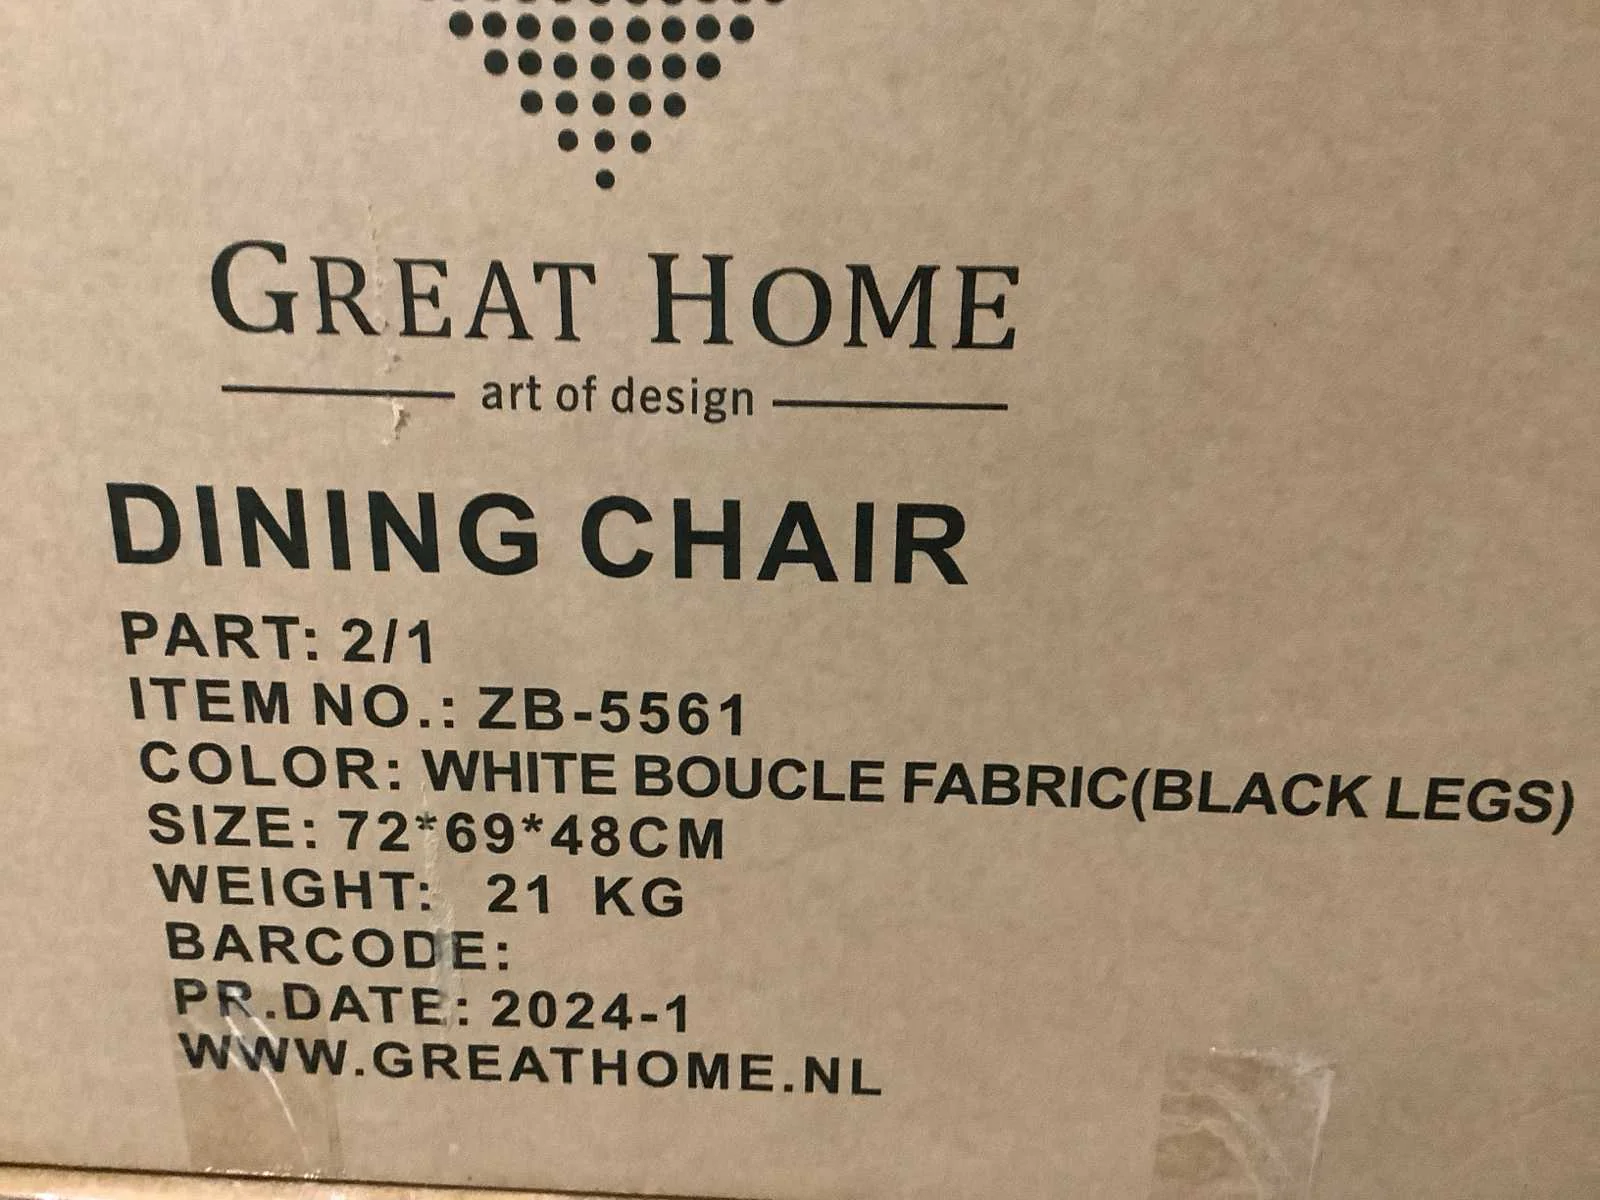 GREAT HOME
art of design
DINING CHAIR
PART: 2/1
ITEM NO.: ZB-5561
COLOR: WHITE BOUCLE FABRIC(BLACK LEGS)
SIZE: 72*69*48CM
WEIGHT: 21 KG
BARCODE:
PR.DATE: 2024-1
WWW.GREATHOME.NL